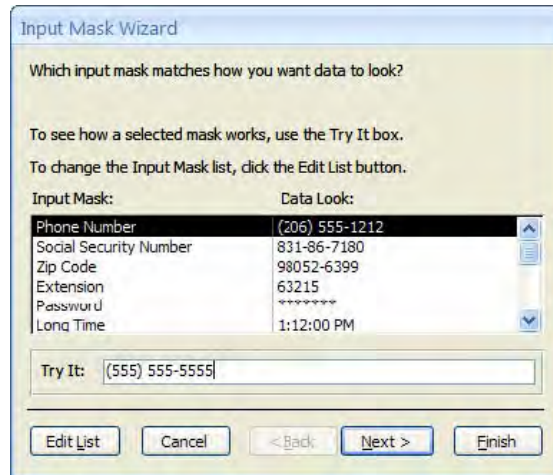 Input Mask Wizard
Which input mask matches how you want data to look?
To see how a selected mask works, use the Try It box.
To change the Input Mask list, click the Edit List button.
Input Mask: Data Look:
Phone Number (206) 555-1212
Social Security Number 831-86-7180
Zip Code 98052-6399
Extension 63215
Password *******
Long Time 1:12:00 PM
Try It: (555) 555-5555
Edit List Cancel < Back Next > Finish